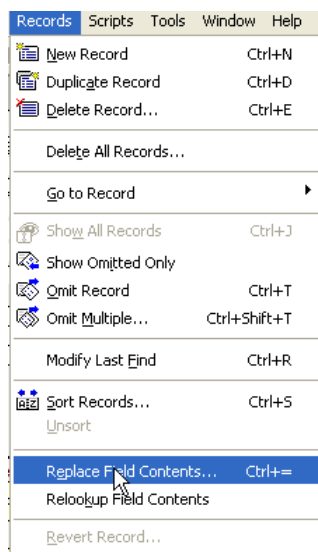 Records Scripts Tools Window Help
New Record Ctrl+N
Duplicate Record Ctrl+D
Delete Record... Ctrl+E
Delete All Records...
Go to Record
Show All Records Ctrl+J
Show Omitted Only
Omit Record Ctrl+T
Omit Multiple... Ctrl+Shift+T
Modify Last Find Ctrl+R
Sort Records... Ctrl+S
Unsort
Replace Field Contents... Ctrl+=
Relookup Field Contents
Revert Record...